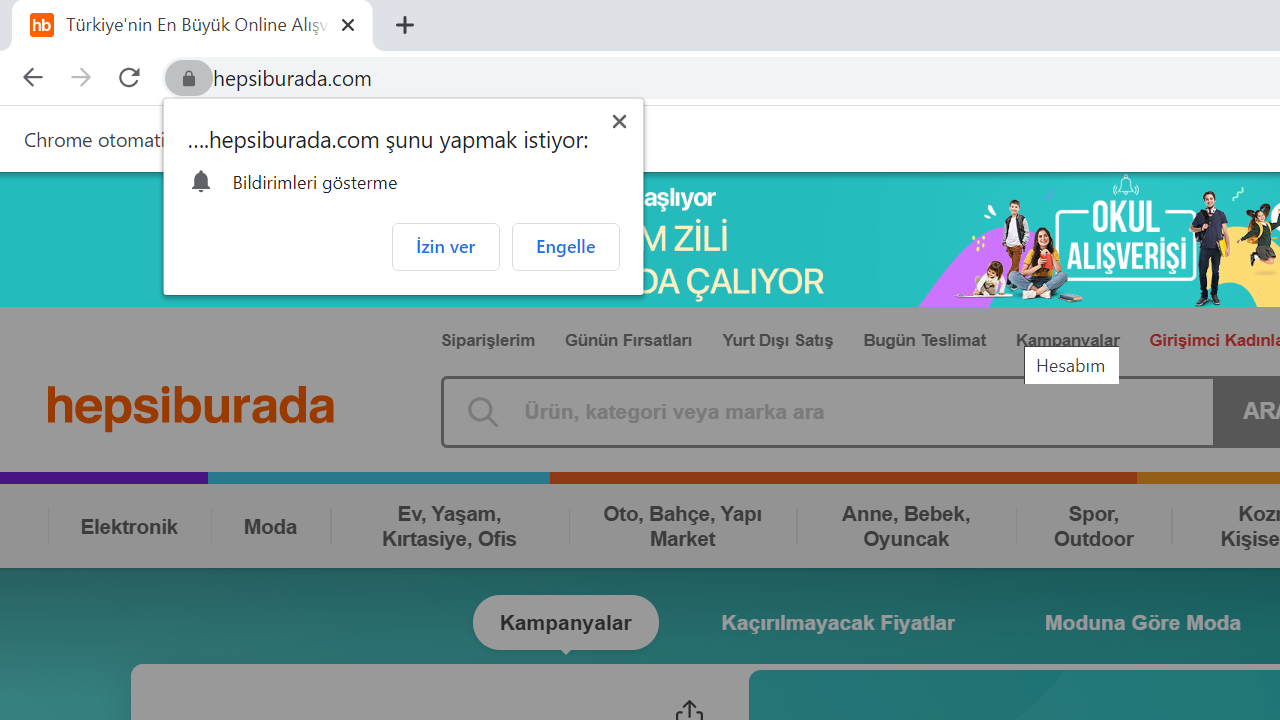 hb Türkiye'nin En Büyük Online Alışv
hepsiburada.com
Chrome otomati
....hepsiburada.com şunu yapmak istiyor:
Bildirimleri gösterme
İzin ver Engelle
aşlıyor
M ZİLİ
DA ÇALIYOR
OKUL
ALIŞVERİŞİ
Siparişlerim Günün Fırsatları Yurt Dışı Satış Bugün Teslimat Kampanyalar Girişimci Kadınla
Hesabım
hepsiburada
Ürün, kategori veya marka ara
ARA
Elektronik
Moda
Ev, Yaşam,
Kırtasiye, Ofis
Oto, Bahçe, Yapı
Market
Anne, Bebek,
Oyuncak
Spor,
Outdoor
Kozm
Kişise
Kampanyalar Kaçırılmayacak Fiyatlar Moduna Göre Moda